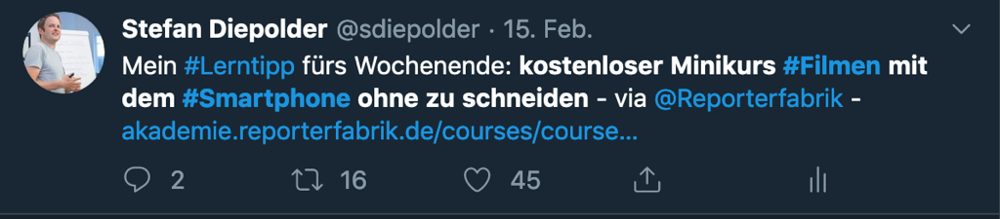 Stefan Diepolder @sdiepolder · 15. Feb.
Mein #Lerntipp fürs Wochenende: kostenloser Minikurs #Filmen mit
dem #Smartphone ohne zu schneiden - via @Reporterfabrik -
akademie.reporterfabrik.de/courses/course...
2 16 45